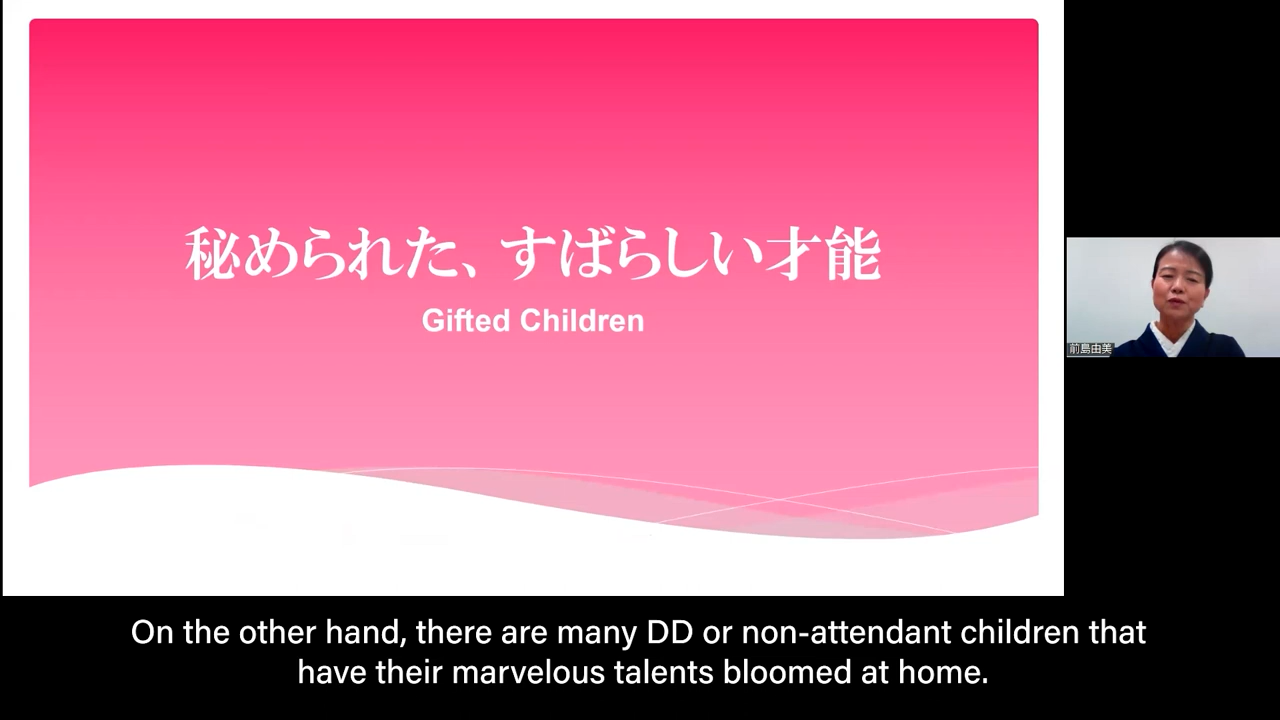 秘められた、すばらしい才能
Gifted Children
前島由美
On the other hand, there are many DD or non-attendant children that
have their marvelous talents bloomed at home.